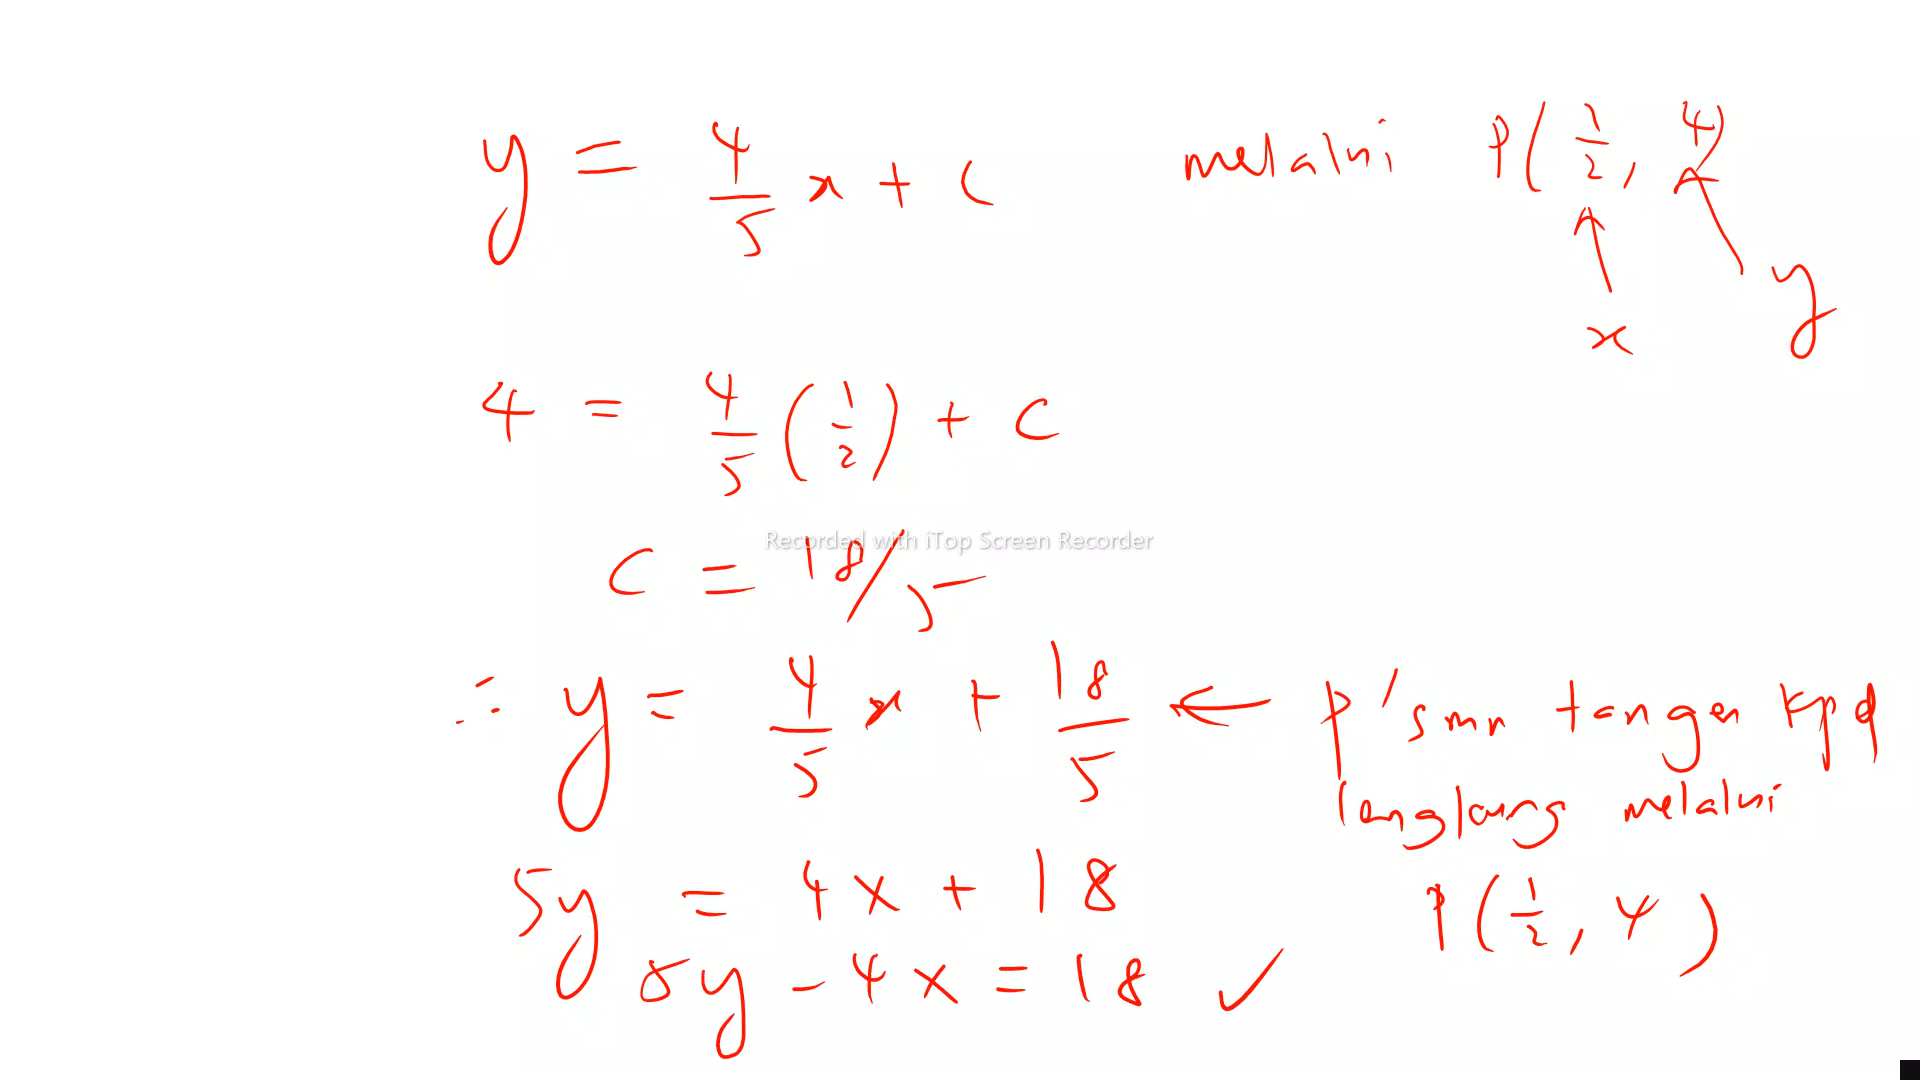 y = 4/5 x + c melalui P(1/2, 4)
x y
4 = 4/5 (1/2) + c
Recorded with iTop Screen Recorder
c = 18/5
∴ y = 4/5 x + 18/5 ← P'smn tangen kpd
lenglung melalui
5y = 4x + 18 P(1/2, 4)
5y - 4x = 18 ✓